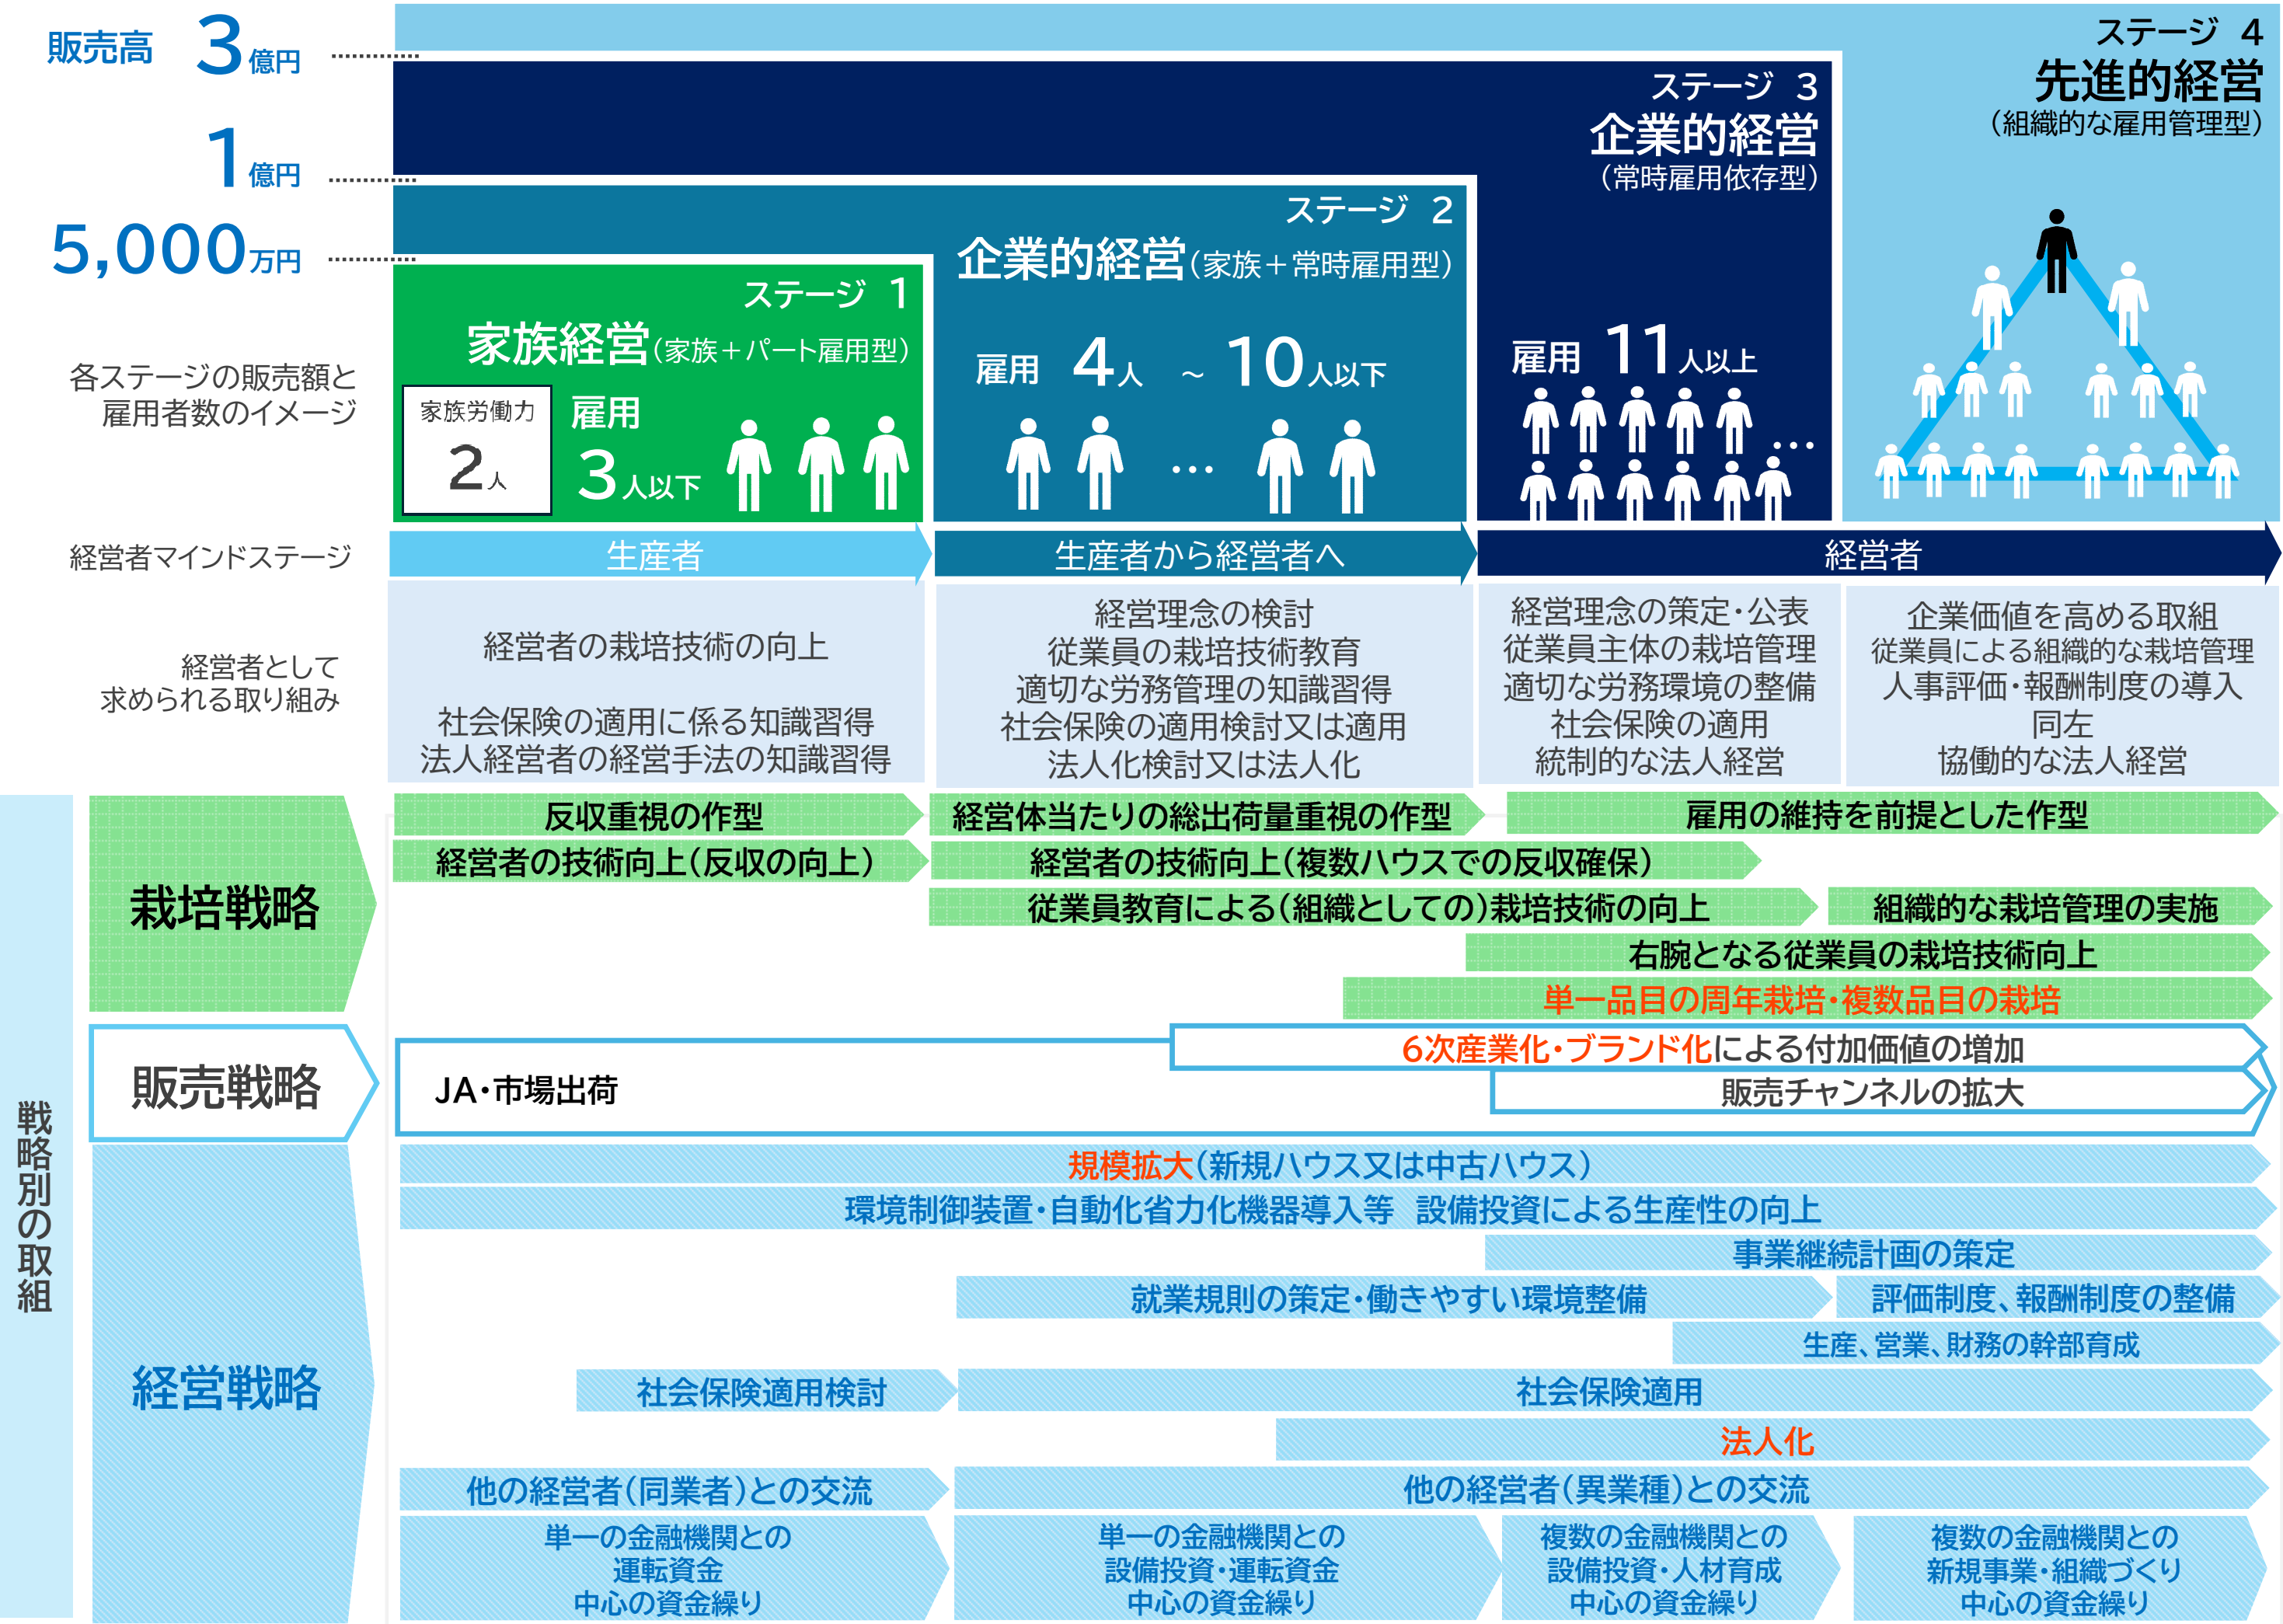 販売高 3億円
1億円
5,000万円
ステージ 4
先進的経営
（組織的な雇用管理型）
ステージ 3
企業的経営
（常時雇用依存型）
雇用 11人以上
…
ステージ 2
企業的経営（家族＋常時雇用型）
雇用 4人 ～ 10人以下
…
ステージ 1
家族経営（家族＋パート雇用型）
家族労働力
2人
雇用
3人以下
各ステージの販売額と
雇用者数のイメージ
経営者マインドステージ
生産者
生産者から経営者へ
経営者
経営者として
求められる取り組み
経営者の栽培技術の向上
社会保険の適用に係る知識習得
法人経営者の経営手法の知識習得
経営理念の検討
従業員の栽培技術教育
適切な労務管理の知識習得
社会保険の適用検討又は適用
法人化検討又は法人化
経営理念の策定・公表
従業員主体の栽培管理
適切な労務環境の整備
社会保険の適用
統制的な法人経営
企業価値を高める取組
従業員による組織的な栽培管理
人事評価・報酬制度の導入
同左
協働的な法人経営
戦略別の取組
栽培戦略
反収重視の作型
経営体当たりの総出荷量重視の作型
雇用の維持を前提とした作型
経営者の技術向上（反収の向上）
経営者の技術向上（複数ハウスでの反収確保）
従業員教育による（組織としての）栽培技術の向上
組織的な栽培管理の実施
右腕となる従業員の栽培技術向上
単一品目の周年栽培・複数品目の栽培
販売戦略
JA・市場出荷
6次産業化・ブランド化による付加価値の増加
販売チャンネルの拡大
経営戦略
規模拡大（新規ハウス又は中古ハウス）
環境制御装置・自動化省力化機器導入等 設備投資による生産性の向上
事業継続計画の策定
就業規則の策定・働きやすい環境整備
評価制度、報酬制度の整備
生産、営業、財務の幹部育成
社会保険適用検討
社会保険適用
法人化
他の経営者（同業者）との交流
他の経営者（異業種）との交流
単一の金融機関との
運転資金
中心の資金繰り
単一の金融機関との
設備投資・運転資金
中心の資金繰り
複数の金融機関との
設備投資・人材育成
中心の資金繰り
複数の金融機関との
新規事業・組織づくり
中心の資金繰り